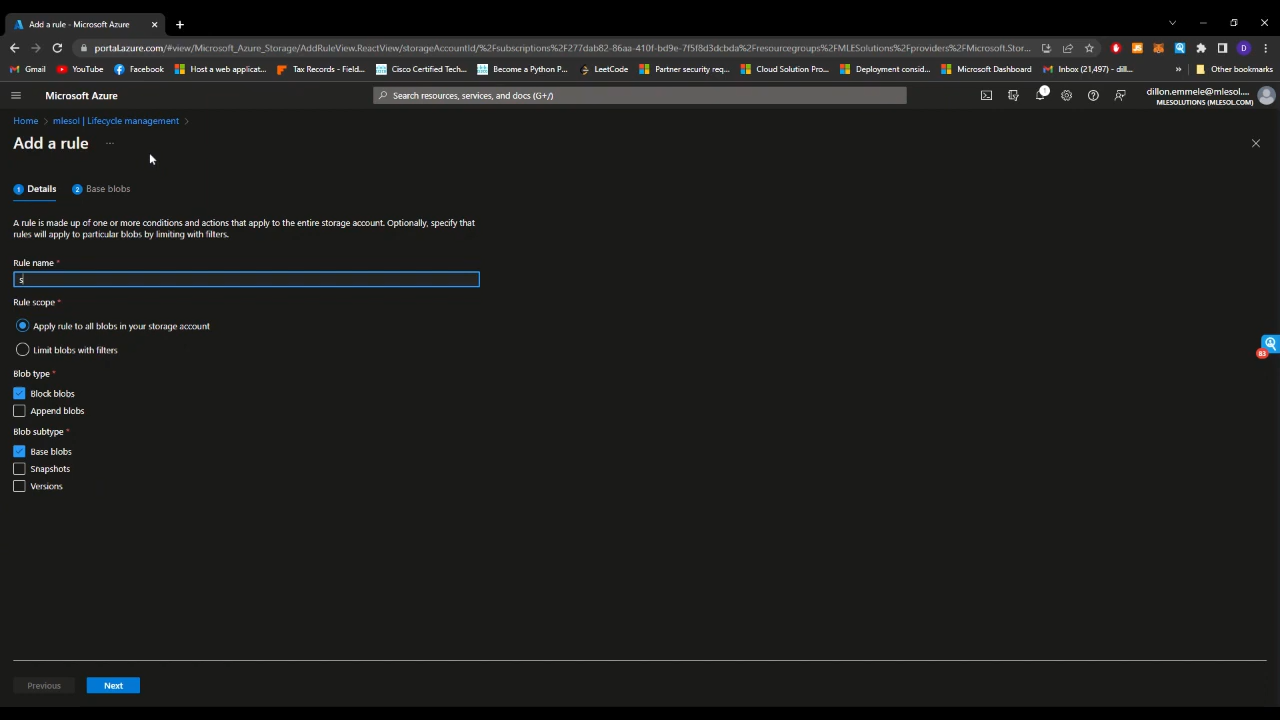 Add a rule - Microsoft Azure
portal.azure.com/#view/Microsoft_Azure_Storage/AddRuleView.ReactView/storageAccountId/%2Fsubscriptions%2F277dab82-86aa-410f-bd9e-7f5f8d3dcbda%2Fresourcegroups%2FMLESolutions%2Fproviders%2FMicrosoft.Stor...
Gmail YouTube Facebook Host a web applicat... Tax Records - Field... Cisco Certified Tech... Become a Python P... LeetCode Partner security req... Cloud Solution Pro... Deployment consid... Microsoft Dashboard Inbox (21,497) - dill... » Other bookmarks
Microsoft Azure
Search resources, services, and docs (G+/)
1
dillon.emmele@mlesol....
MLESOLUTIONS (MLESOL.COM)
Home > mlesol | Lifecycle management >
Add a rule ...
1 Details 2 Base blobs
A rule is made up of one or more conditions and actions that apply to the entire storage account. Optionally, specify that
rules will apply to particular blobs by limiting with filters.
Rule name *
s
Rule scope *
Apply rule to all blobs in your storage account
Limit blobs with filters
83
Blob type *
Block blobs
Append blobs
Blob subtype *
Base blobs
Snapshots
Versions
Previous Next